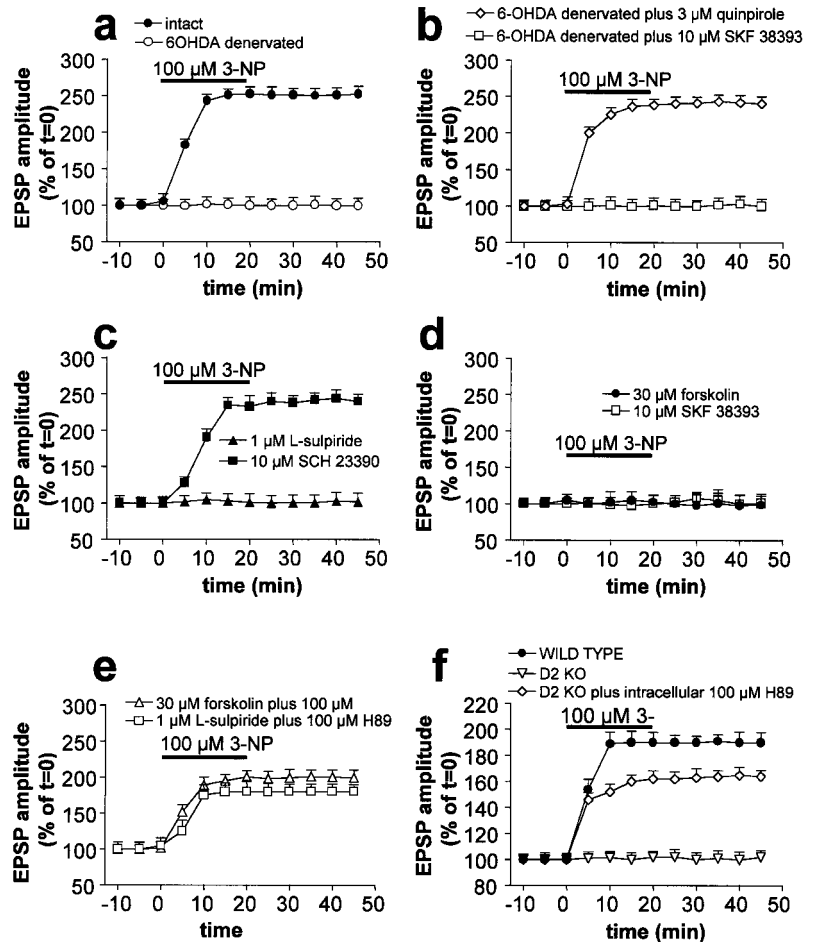 a
intact
6OHDA denervated
100 µM 3-NP
EPSP amplitude
(% of t=0)
300
250
200
150
100
50
-10 0 10 20 30 40 50
time (min)
b
6-OHDA denervated plus 3 µM quinpirole
6-OHDA denervated plus 10 µM SKF 38393
100 µM 3-NP
EPSP amplitude
(% of t=0)
300
250
200
150
100
50
-10 0 10 20 30 40 50
time (min)
c
100 µM 3-NP
1 µM L-sulpiride
10 µM SCH 23390
EPSP amplitude
(% of t=0)
300
250
200
150
100
50
-10 0 10 20 30 40 50
time (min)
d
30 µM forskolin
10 µM SKF 38393
100 µM 3-NP
EPSP amplitude
(% of t=0)
300
250
200
150
100
50
-10 0 10 20 30 40 50
time (min)
e
30 µM forskolin plus 100 µM
1 µM L-sulpiride plus 100 µM H89
100 µM 3-NP
EPSP amplitude
(% of t=0)
300
250
200
150
100
50
-10 0 10 20 30 40 50
time
f
WILD TYPE
D2 KO
D2 KO plus intracellular 100 µM H89
100 µM 3-
EPSP amplitude
(% of t=0)
220
200
180
160
140
120
100
80
-10 0 10 20 30 40 50
time (min)